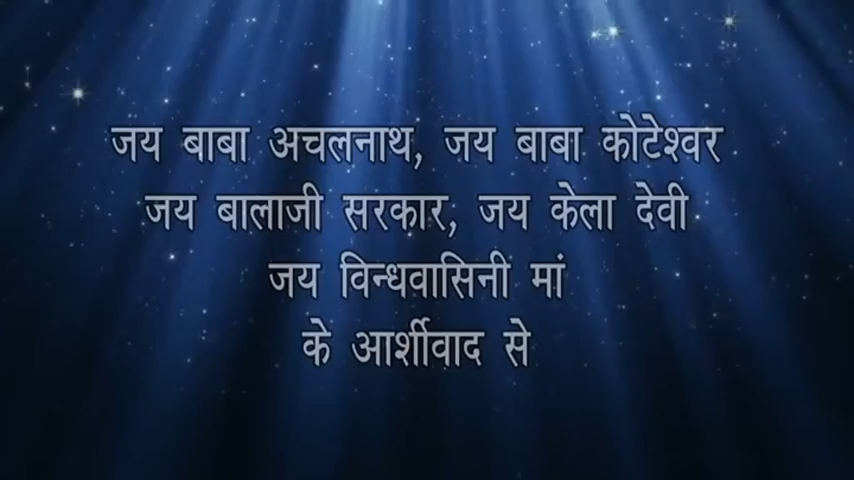 जय बाबा अचलनाथ, जय बाबा कोटेश्वर
जय बालाजी सरकार, जय केला देवी
जय विन्धवासिनी मां
के आर्शीवाद से